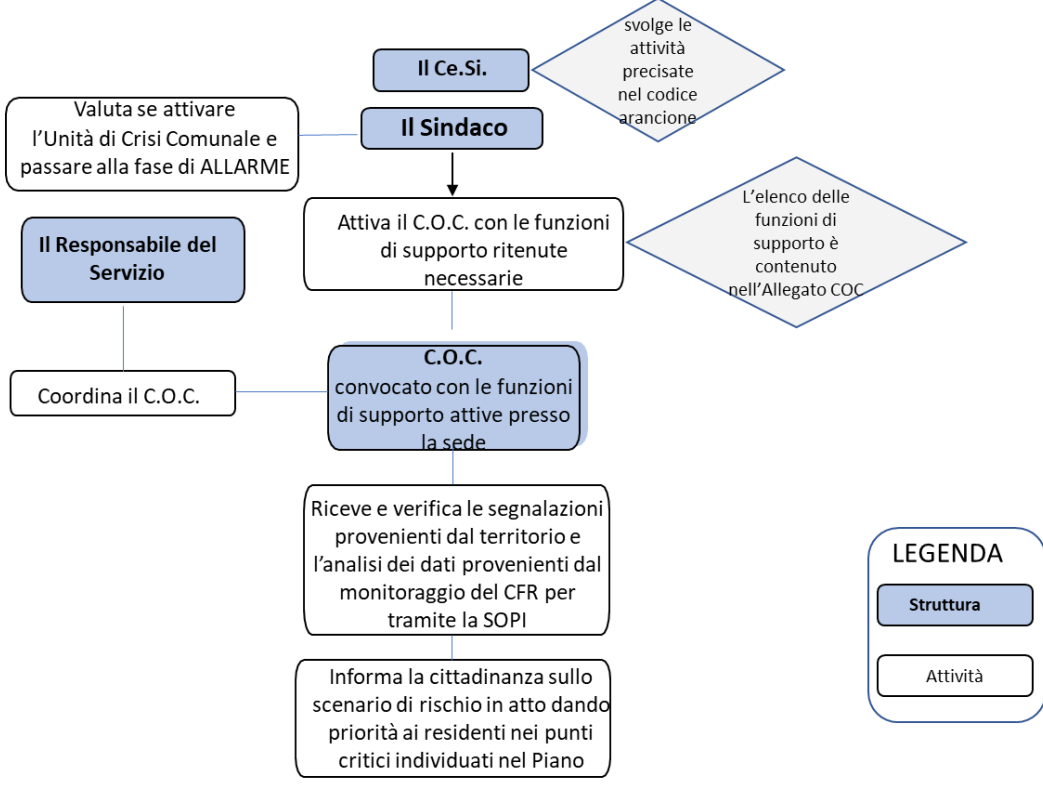 svolge le
attività
precisate
nel codice
arancione
Il Ce.Si.
Valuta se attivare
l'Unità di Crisi Comunale e
passare alla fase di ALLARME
Il Sindaco
Attiva il C.O.C. con le funzioni
di supporto ritenute
necessarie
L'elenco delle
funzioni di
supporto è
contenuto
nell'Allegato COC
Il Responsabile del
Servizio
Coordina il C.O.C.
C.O.C.
convocato con le funzioni
di supporto attive presso
la sede
Riceve e verifica le segnalazioni
provenienti dal territorio e
l'analisi dei dati provenienti dal
monitoraggio del CFR per
tramite la SOPI
Informa la cittadinanza sullo
scenario di rischio in atto dando
priorità ai residenti nei punti
critici individuati nel Piano
LEGENDA
Struttura
Attività